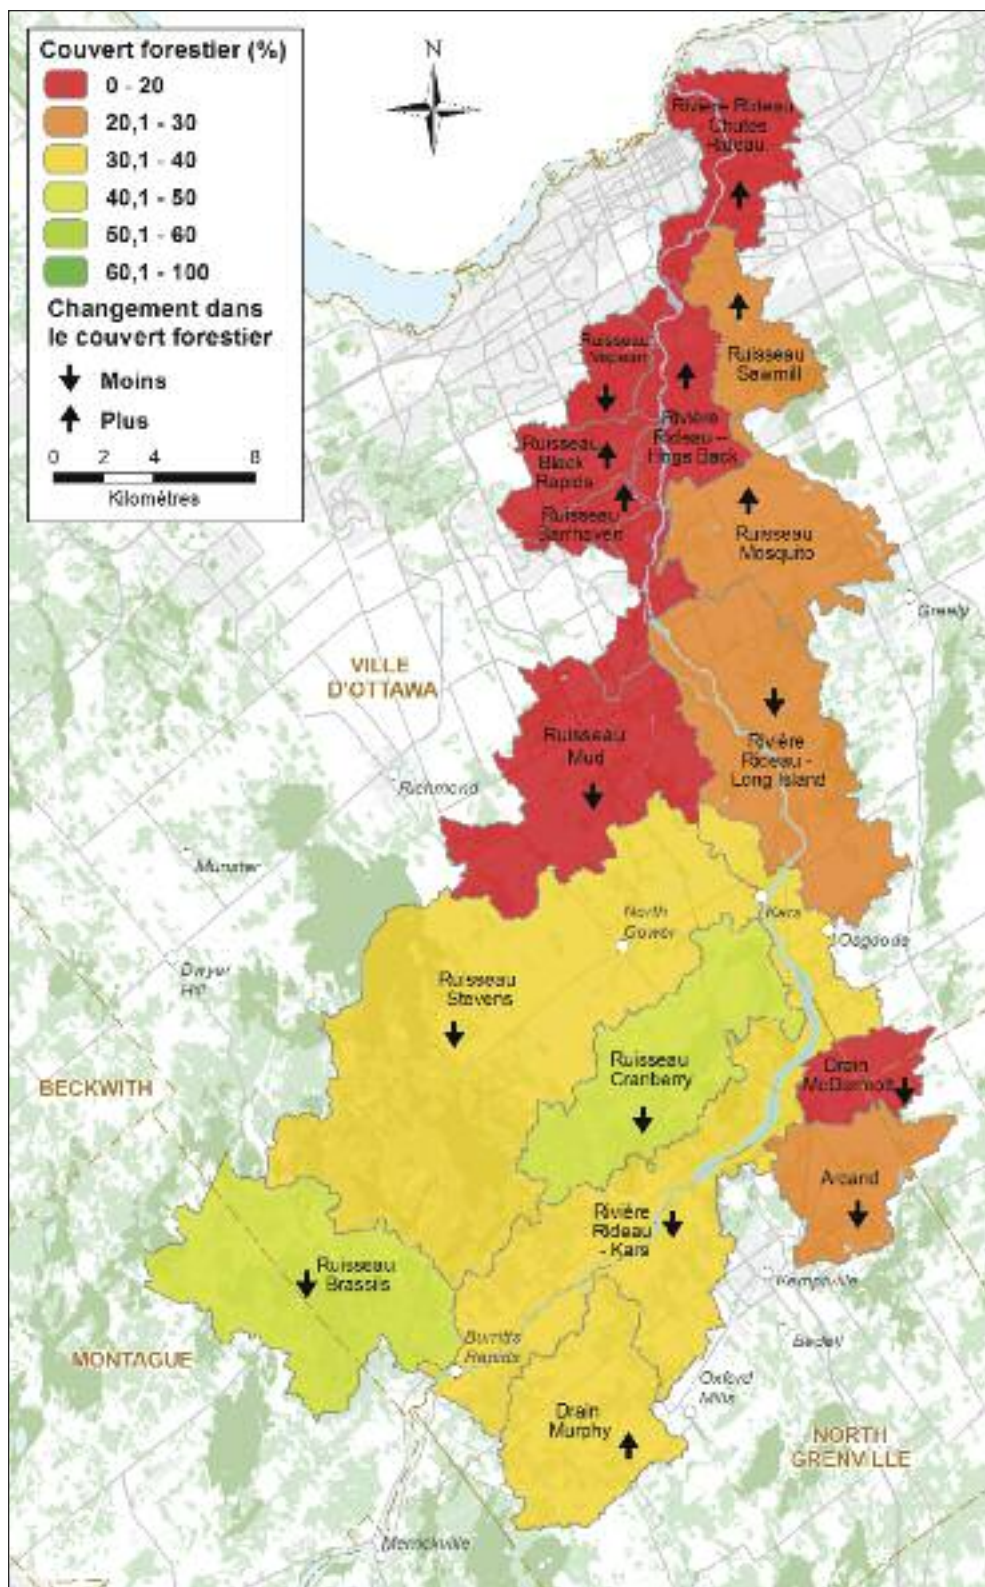 Couvert forestier (%)
0 - 20
20,1 - 30
30,1 - 40
40,1 - 50
50,1 - 60
60,1 - 100
Changement dans
le couvert forestier
Moins
Plus
0 2 4 8
Kilomètres
N
Rivière Rideau
Chutes
Rideau
Ruisseau
Nepean
Ruisseau
Sawmill
Rivière
Rideau -
Hogs Back
Ruisseau
Black
Rapids
Ruisseau
Barrhaven
Ruisseau
Mosquito
Greely
VILLE
D'OTTAWA
Ruisseau
Mud
Rivière
Rideau -
Long Island
Richmond
Munster
North
Gower
Kars
Osgoode
Dwyer
Hill
Ruisseau
Stevens
Ruisseau
Cranberry
Drain
McDermott
BECKWITH
Arcand
Rivière
Rideau
- Kars
Ruisseau
Brassils
Kemptville
Bedell
Burritts
Rapids
MONTAGUE
Oxford
Mills
Drain
Murphy
NORTH
GRENVILLE
Merrickville